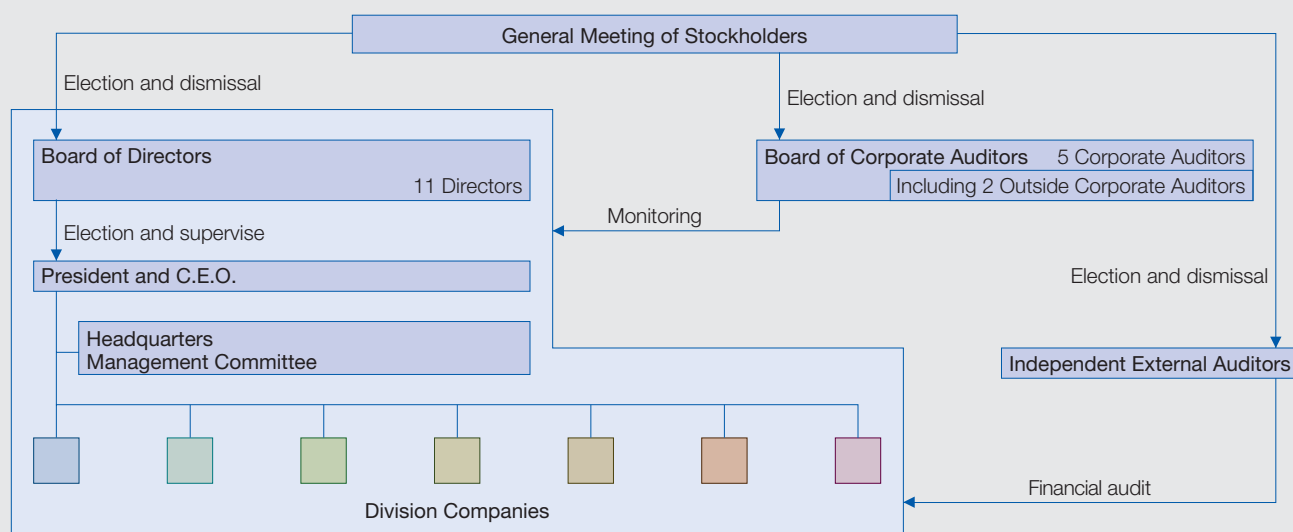 General Meeting of Stockholders
Election and dismissal
Election and dismissal
Board of Directors
11 Directors
Board of Corporate Auditors 5 Corporate Auditors
Including 2 Outside Corporate Auditors
Monitoring
Election and supervise
President and C.E.O.
Election and dismissal
Headquarters
Management Committee
Independent External Auditors
Financial audit
Division Companies